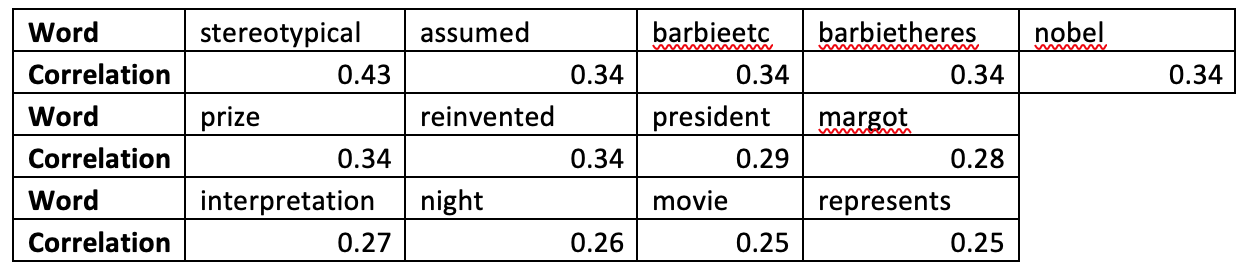 Word stereotypical assumed barbieetc barbietheres nobel
Correlation 0.43 0.34 0.34 0.34 0.34
Word prize reinvented president margot
Correlation 0.34 0.34 0.29 0.28
Word interpretation night movie represents
Correlation 0.27 0.26 0.25 0.25